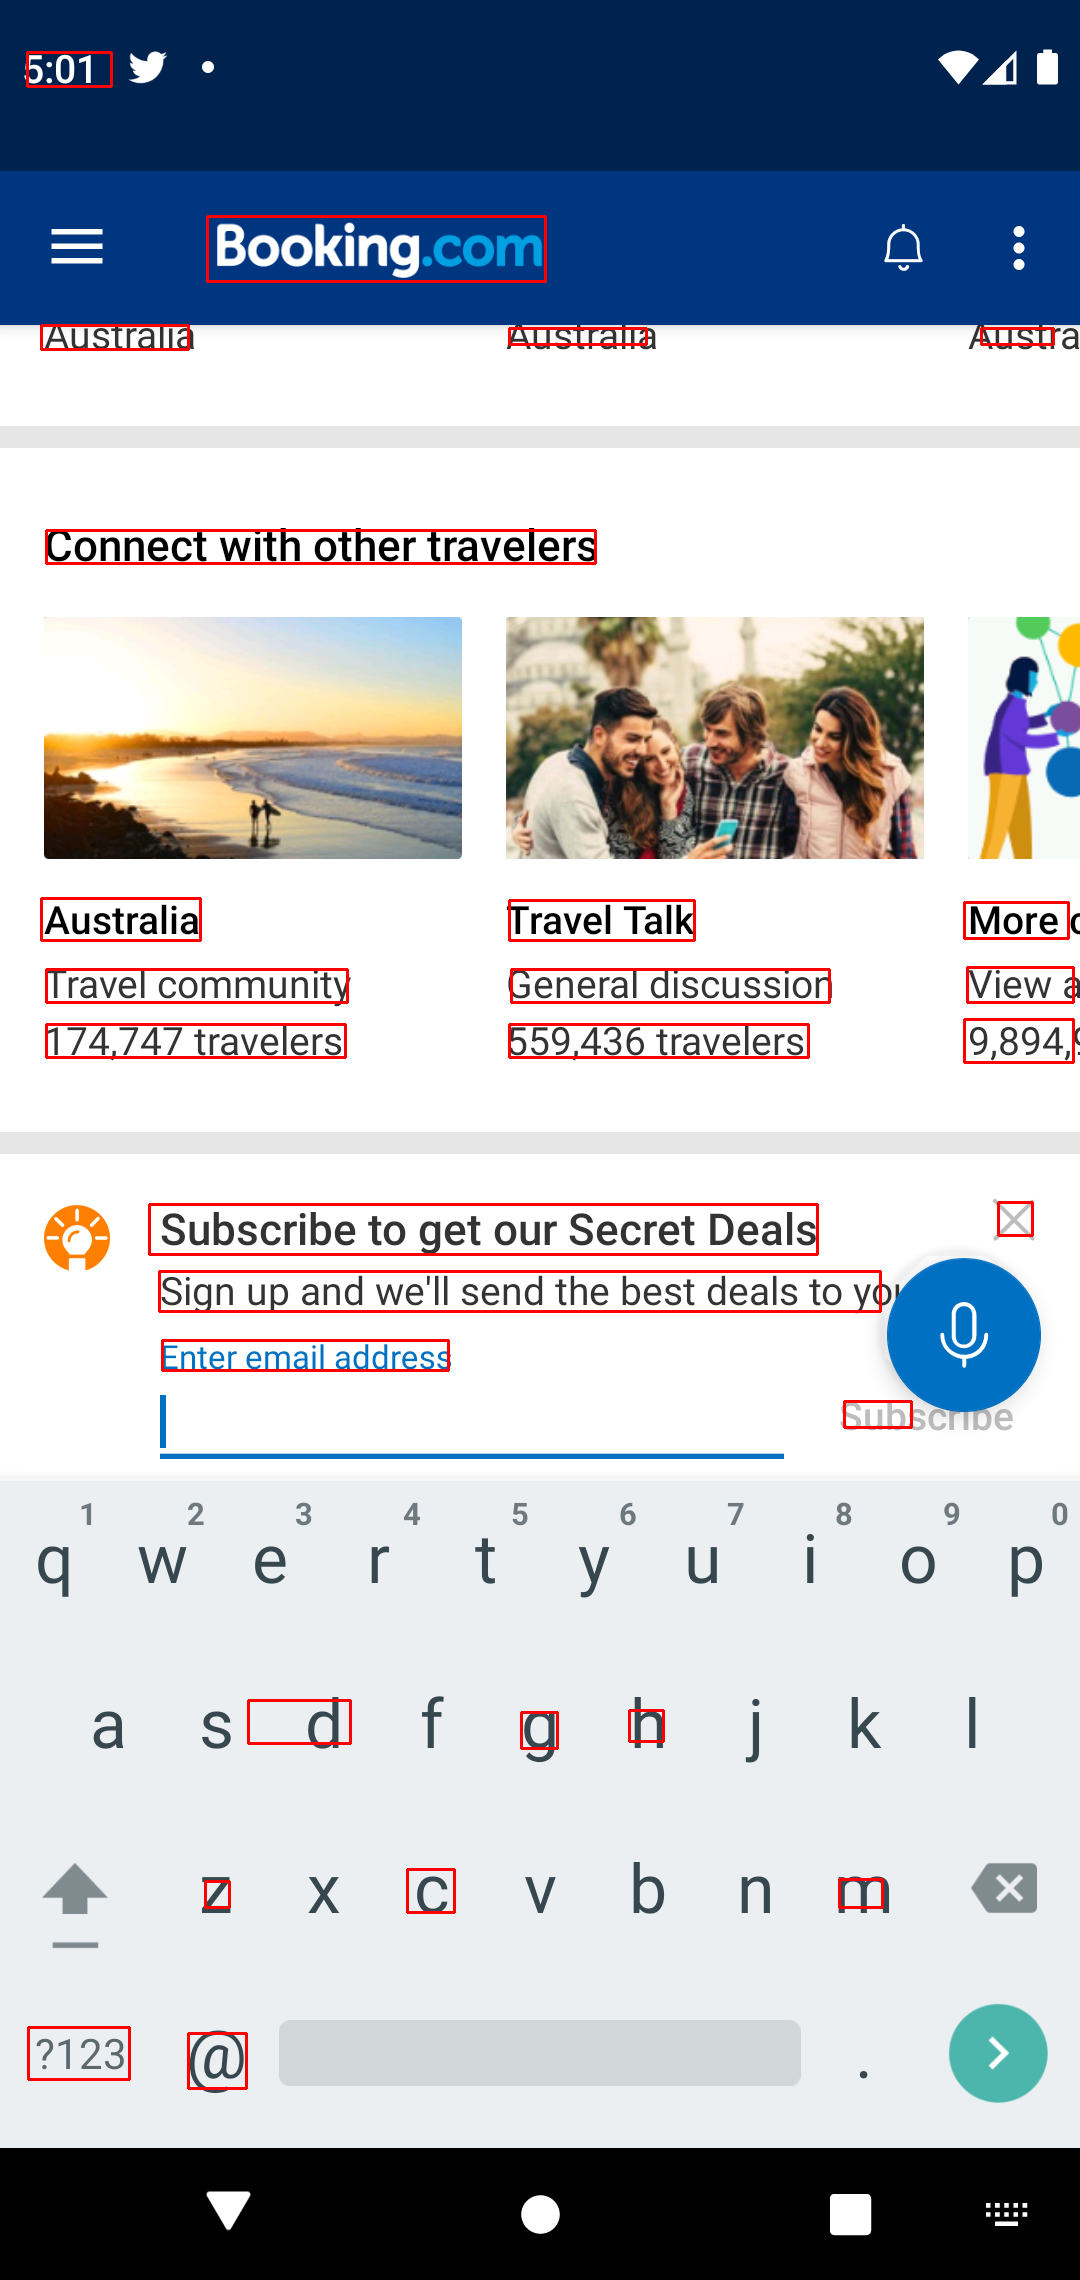 5:01
Booking.com
Australia Australia Austra
Connect with other travelers
Australia Travel Talk More
Travel community General discussion View a
174,747 travelers 559,436 travelers 9,894,9
Subscribe to get our Secret Deals
Sign up and we'll send the best deals to you
Enter email address
Subscribe
1 2 3 4 5 6 7 8 9 0
q w e r t y u i o p
a s d f g h j k l
z x c v b n m
?123 @ .